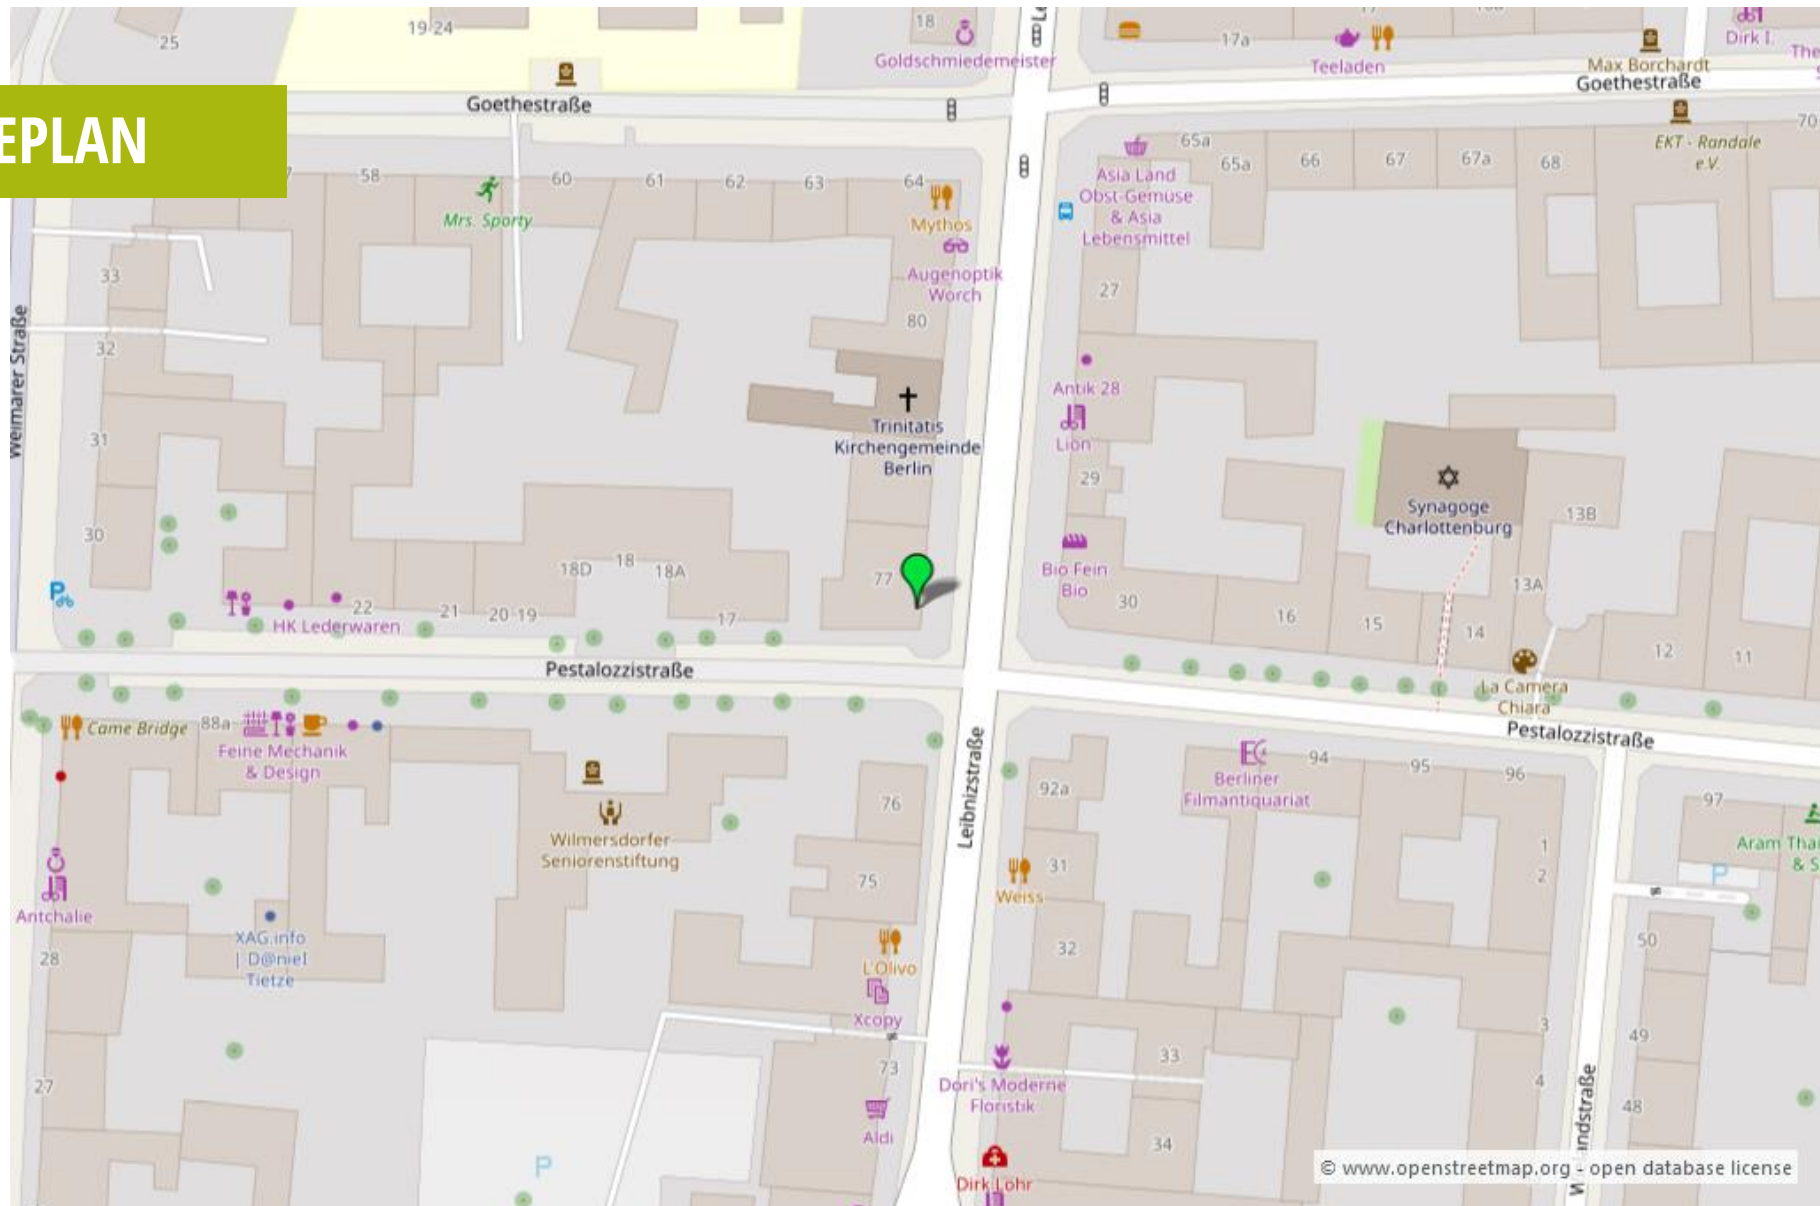 25
19-24
18
Goldschmiedemeister
17a
Teeladen
Max Borchardt
Dirk I.
Goethestraße
Goethestraße
EPLAN
EKT - Randale
e.V.
70
58
60
61
62
63
64
Mrs. Sporty
Mythos
Augenoptik
Worch
80
65a
65a
66
67
67a
68
Asia Land
Obst-Gemüse
& Asia
Lebensmittel
27
33
32
31
30
Weimarer Straße
Antik 28
Lion
29
Trinitatis
Kirchengemeinde
Berlin
Synagoge
Charlottenburg
13B
13A
Bio Fein
Bio
30
16
15
14
12
11
18D
18
18A
77
22
21
20
19
17
HK Lederwaren
Pestalozzistraße
La Camera
Chiara
Pestalozzistraße
Came Bridge
88a
Feine Mechanik
& Design
Wilmersdorfer
Seniorenstiftung
76
75
Leibnizstraße
92a
31
Weiss
32
Berliner
Filmantiquariat
94
95
96
97
1
2
Aram Thai
P
Antchalie
28
XAG.info
| D@niel
Tietze
L'Olivo
Xcopy
73
Aldi
27
P
Dori's Moderne
Floristik
33
34
3
4
50
49
48
Dirk Lohr
© www.openstreetmap.org - open database license